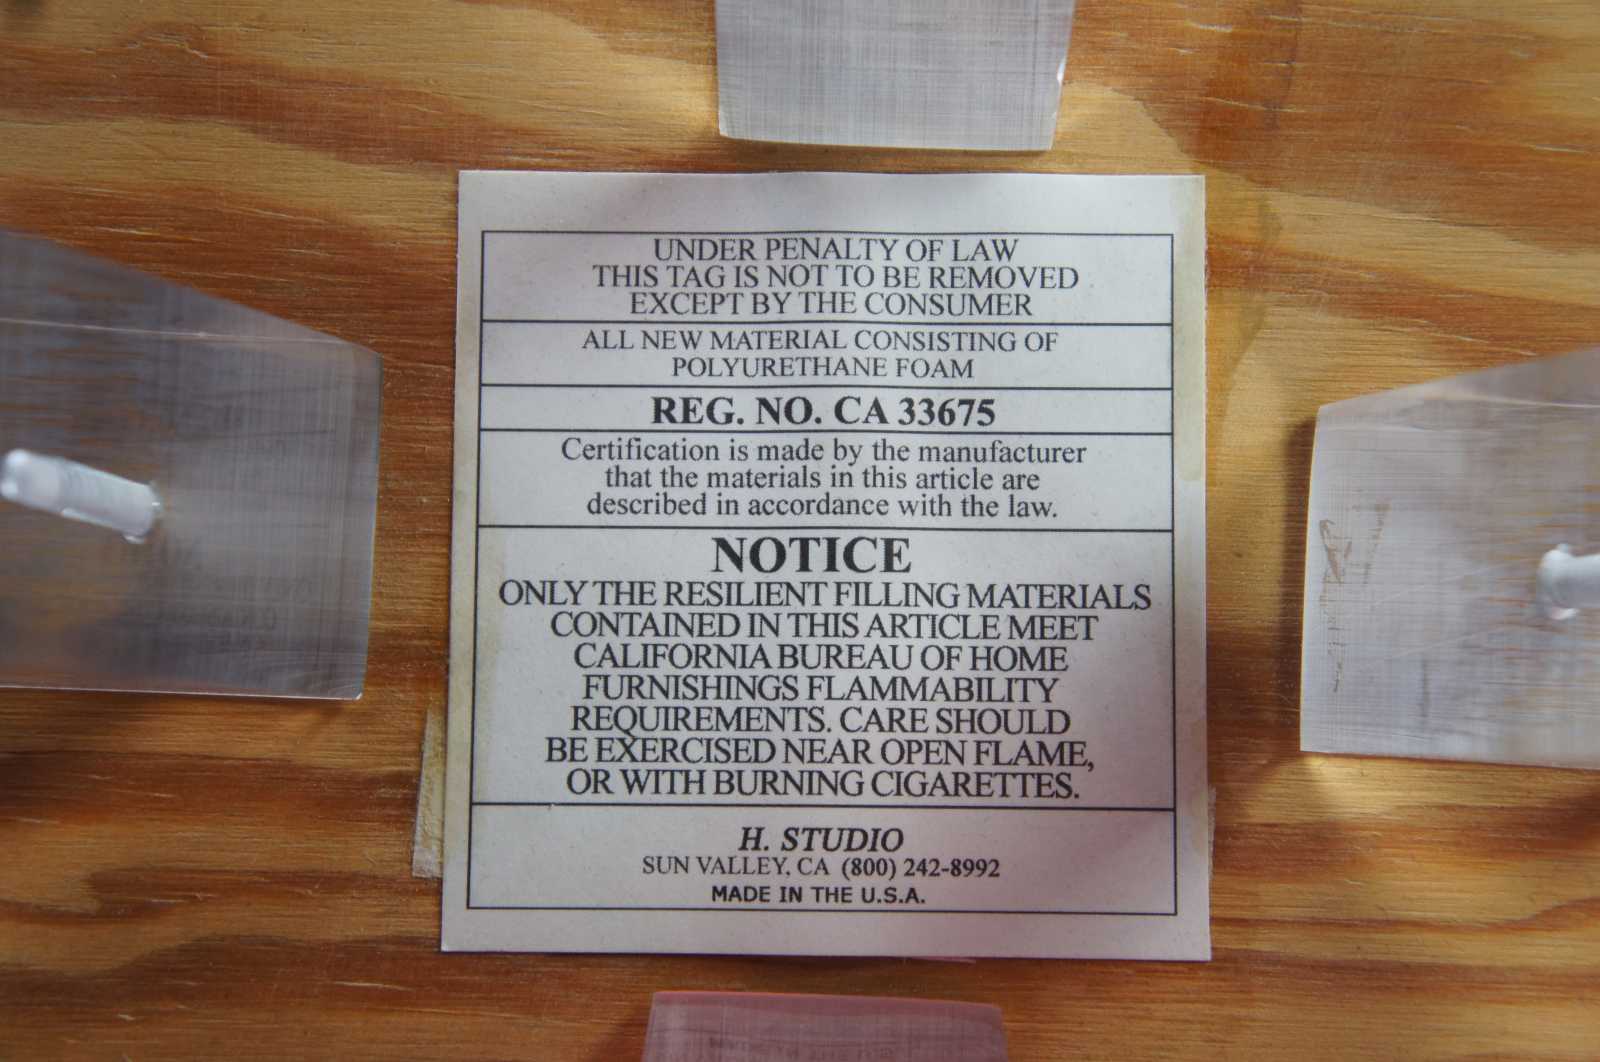 UNDER PENALTY OF LAW
THIS TAG IS NOT TO BE REMOVED
EXCEPT BY THE CONSUMER
ALL NEW MATERIAL CONSISTING OF
POLYURETHANE FOAM
REG. NO. CA 33675
Certification is made by the manufacturer
that the materials in this article are
described in accordance with the law.
NOTICE
ONLY THE RESILIENT FILLING MATERIALS
CONTAINED IN THIS ARTICLE MEET
CALIFORNIA BUREAU OF HOME
FURNISHINGS FLAMMABILITY
REQUIREMENTS. CARE SHOULD
BE EXERCISED NEAR OPEN FLAME,
OR WITH BURNING CIGARETTES.
H. STUDIO
SUN VALLEY, CA (800) 242-8992
MADE IN THE U.S.A.